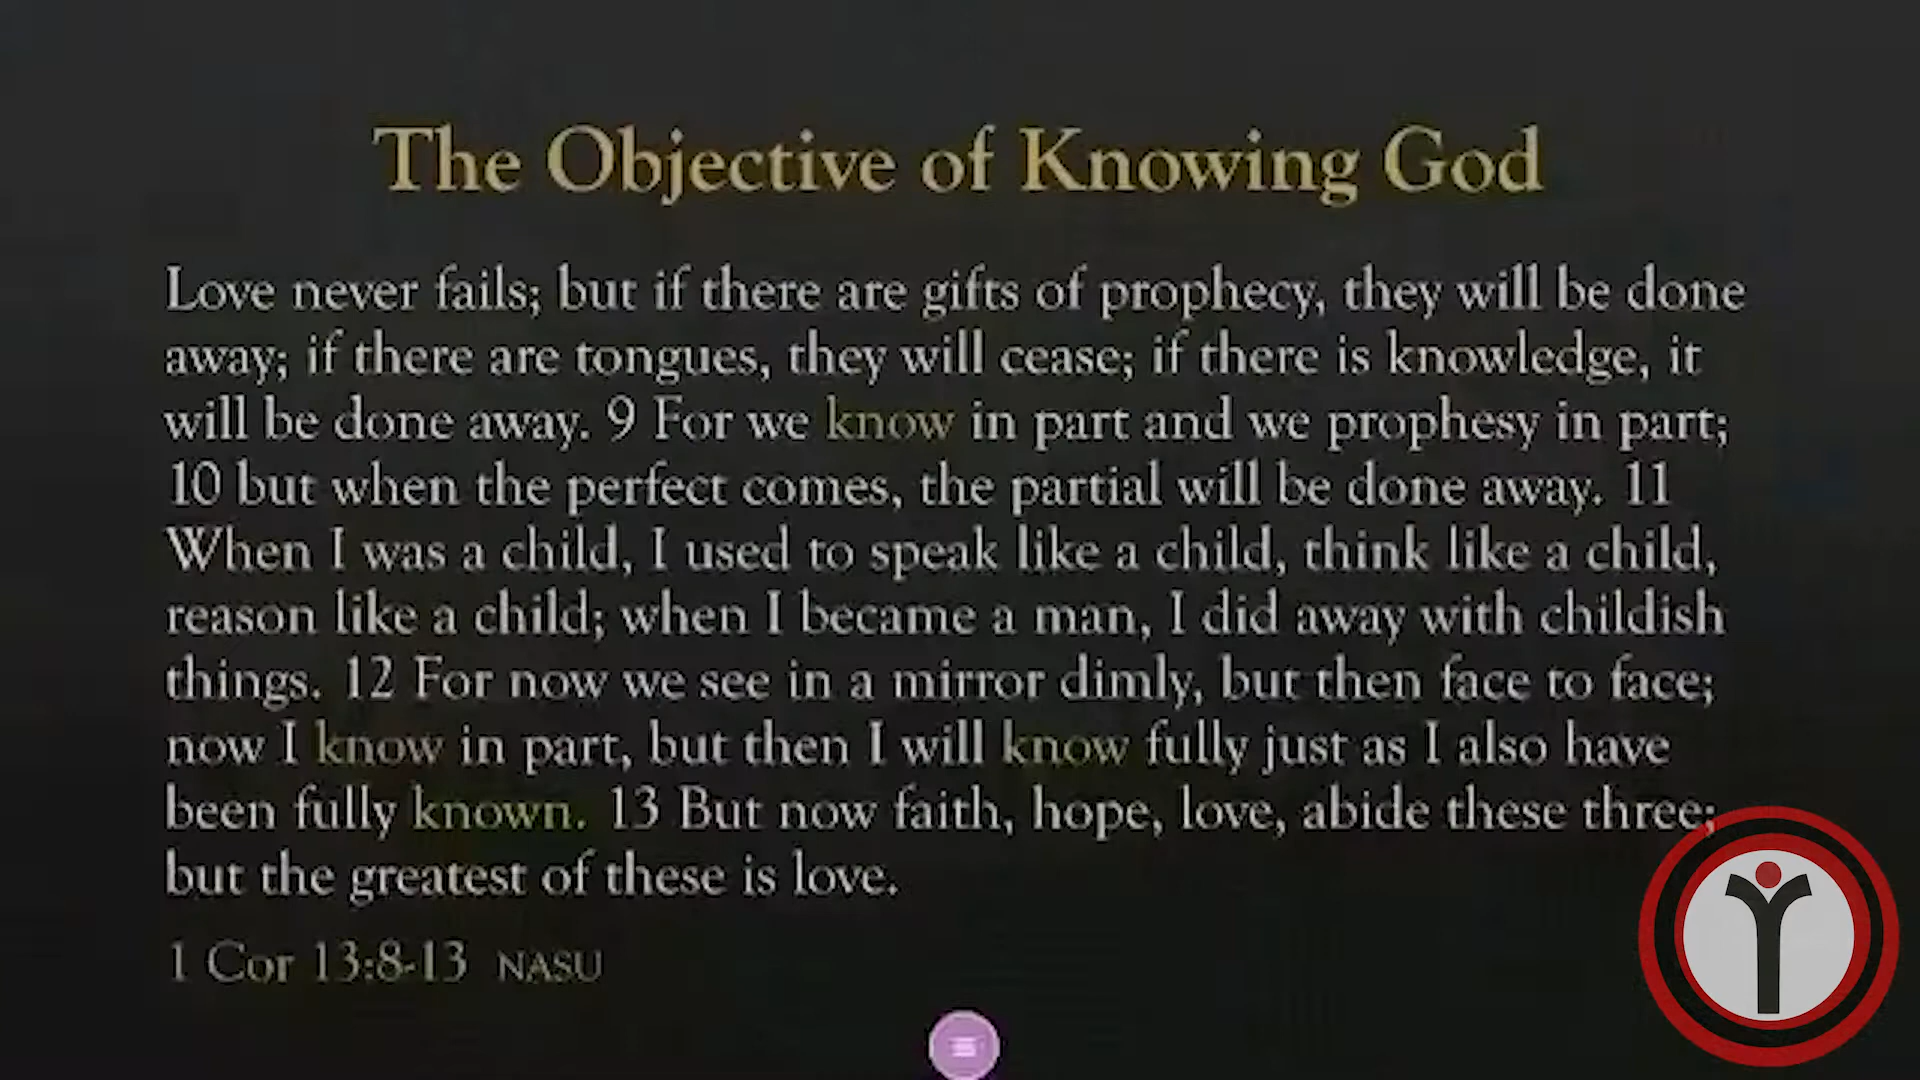 The Objective of Knowing God
Love never fails; but if there are gifts of prophecy, they will be done
away; if there are tongues, they will cease; if there is knowledge, it
will be done away. 9 For we know in part and we prophesy in part;
10 but when the perfect comes, the partial will be done away. 11
When I was a child, I used to speak like a child, think like a child,
reason like a child; when I became a man, I did away with childish
things. 12 For now we see in a mirror dimly, but then face to face;
now I know in part, but then I will know fully just as I also have
been fully known. 13 But now faith, hope, love, abide these three;
but the greatest of these is love.
1 Cor 13:8-13 NASU